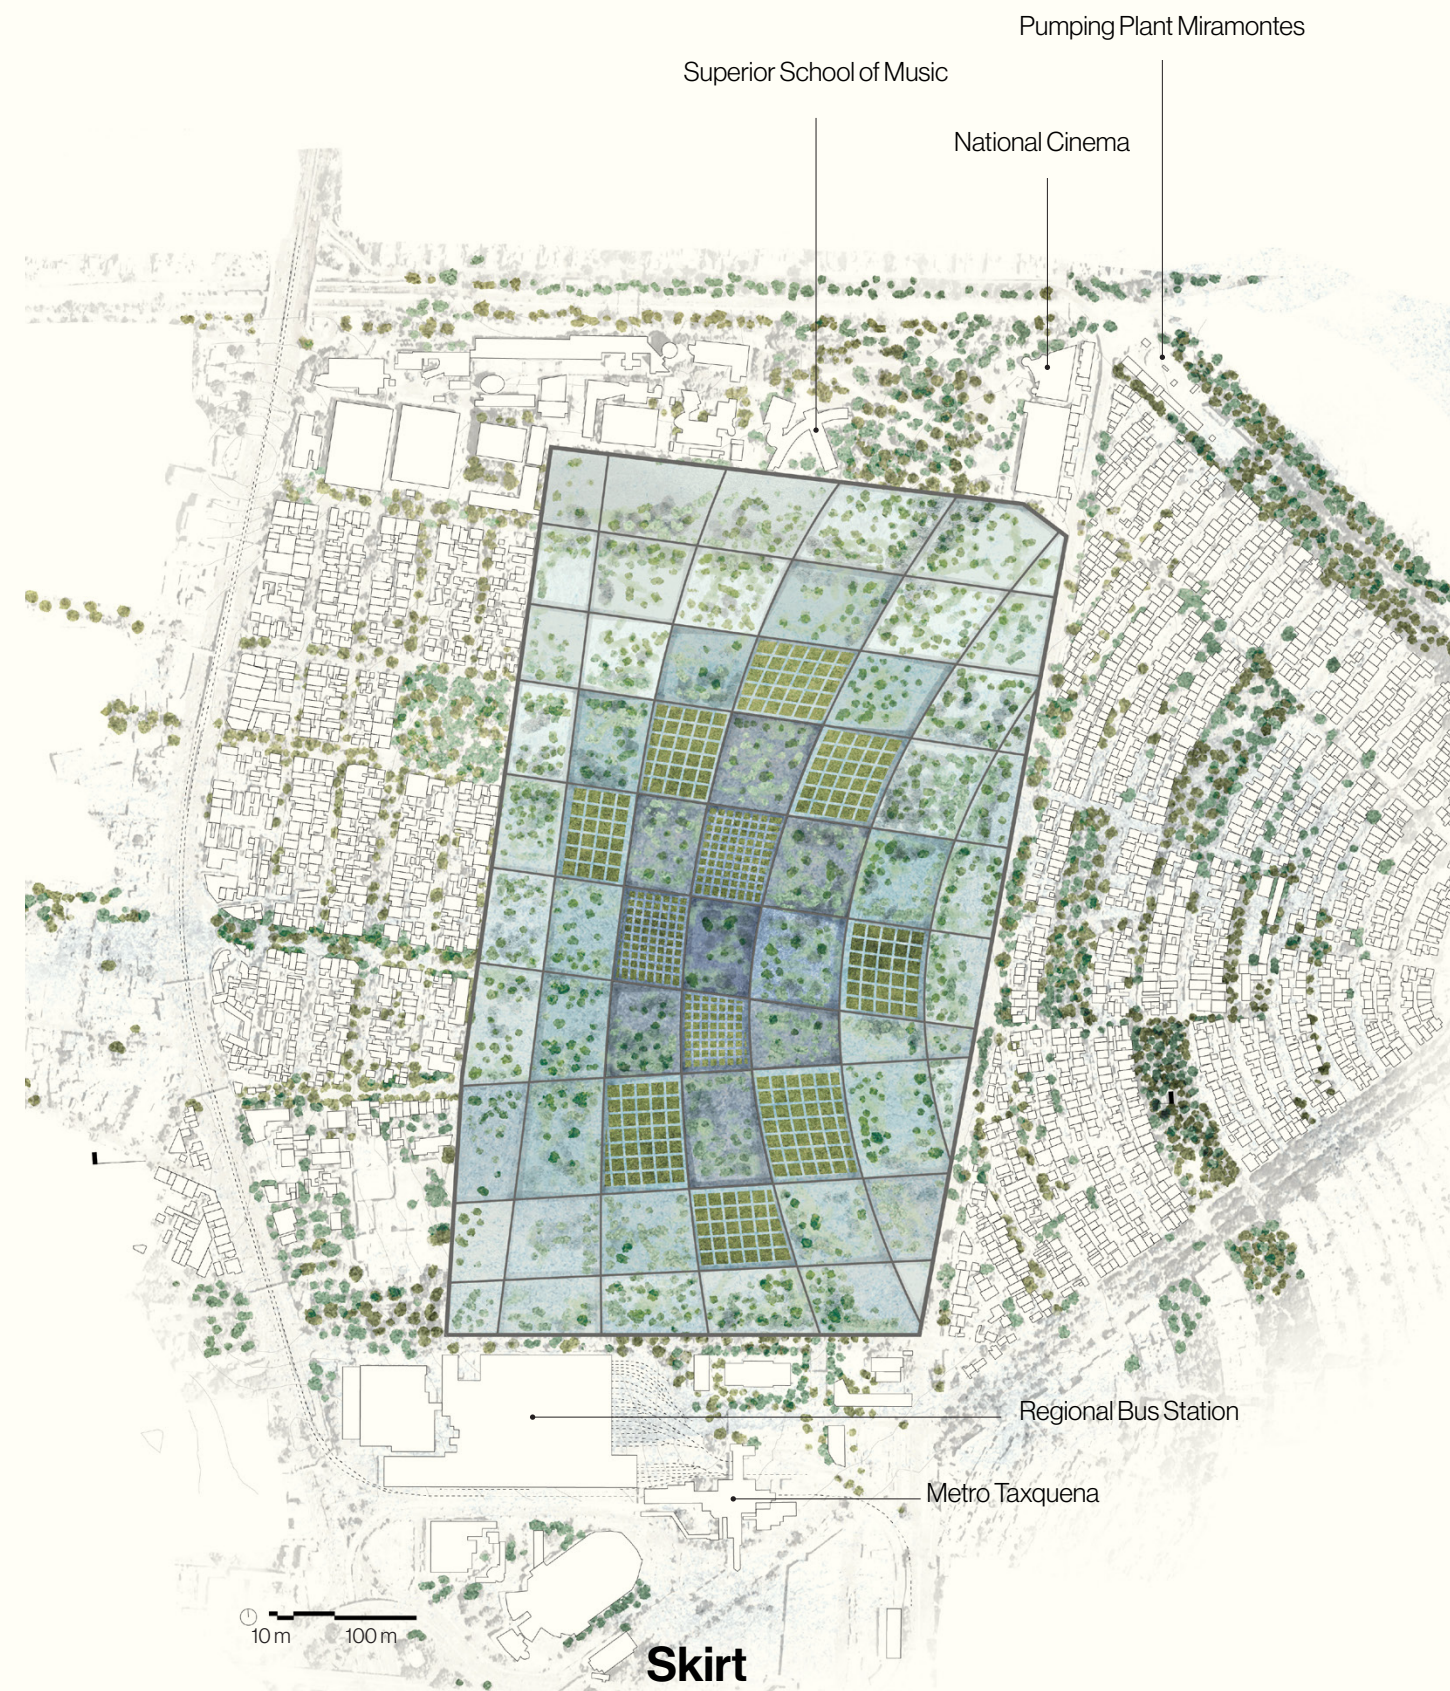 Pumping Plant Miramontes
Superior School of Music
National Cinema
Regional Bus Station
Metro Taxquena
10 m
100 m
Skirt